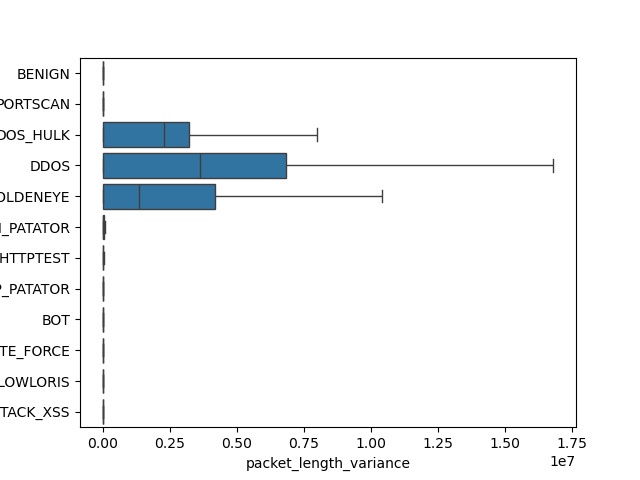 BENIGN
PORTSCAN
DOS_HULK
DDOS
OLDENEYE
_PATATOR
HTTPTEST
P_PATATOR
BOT
TE_FORCE
LOWLORIS
TACK_XSS
0.00 0.25 0.50 0.75 1.00 1.25 1.50 1.75
1e7
packet_length_variance